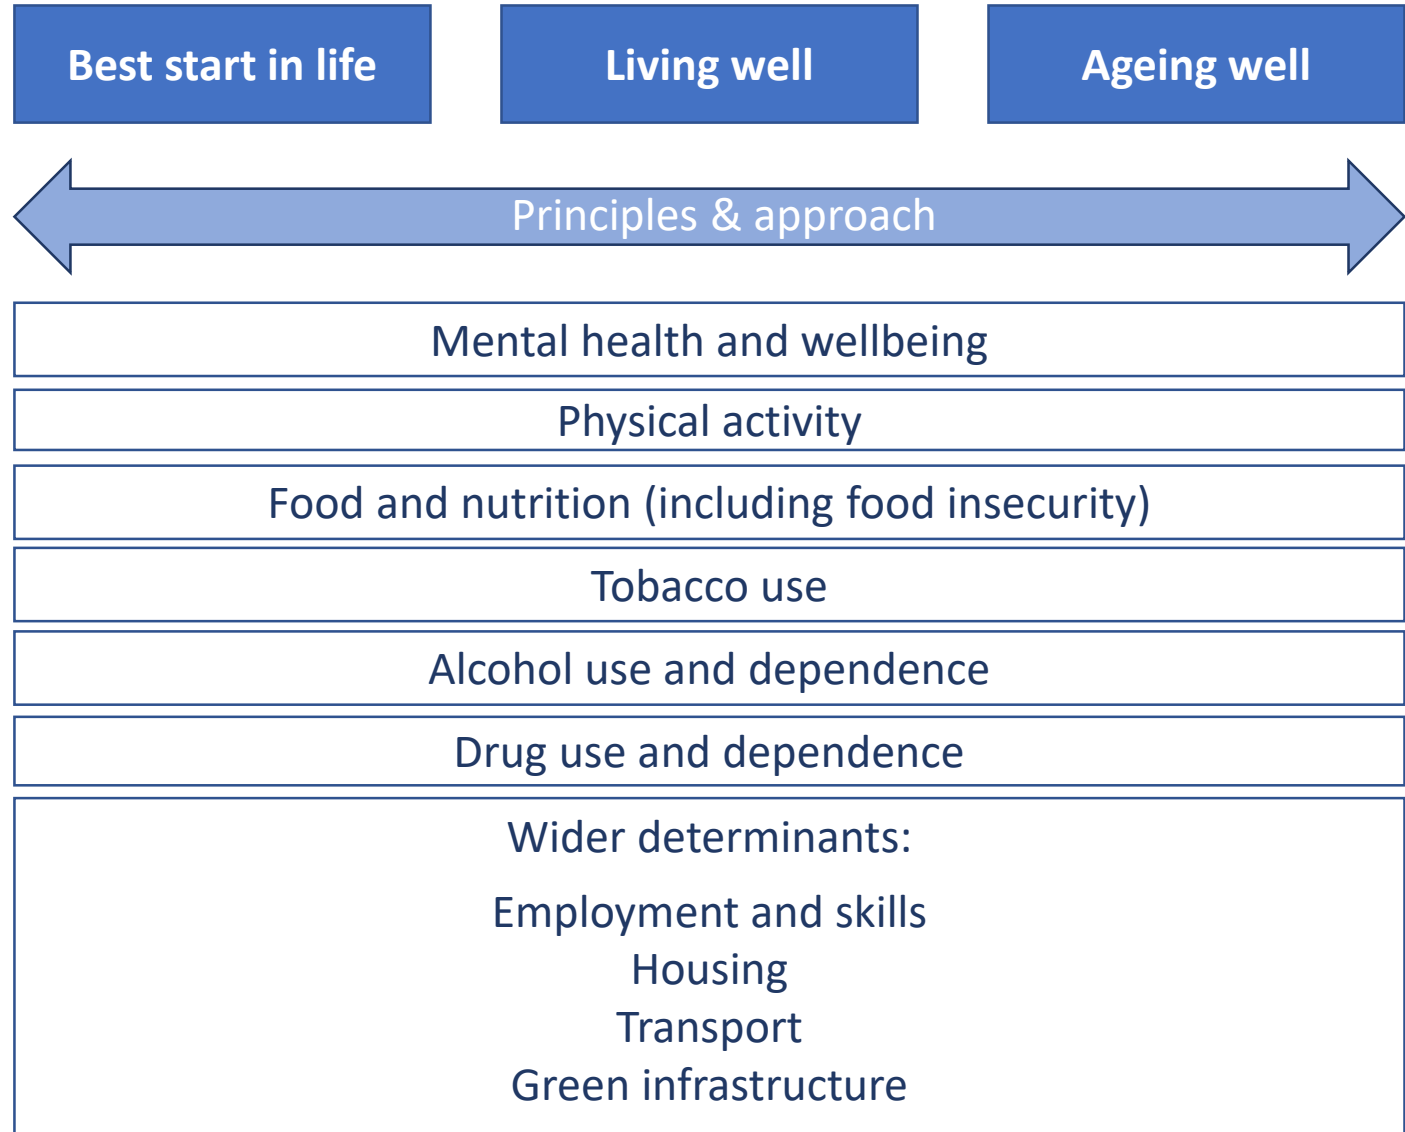 Best start in life
Living well
Ageing well
Principles & approach
Mental health and wellbeing
Physical activity
Food and nutrition (including food insecurity)
Tobacco use
Alcohol use and dependence
Drug use and dependence
Wider determinants:
Employment and skills
Housing
Transport
Green infrastructure